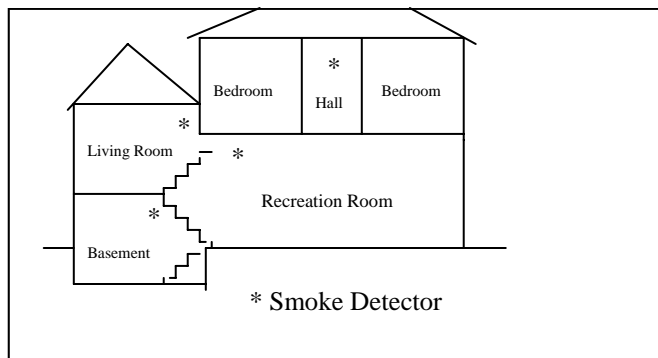 *
Bedroom
Hall
Bedroom
*
Living Room
*
Recreation Room
*
Basement
* Smoke Detector